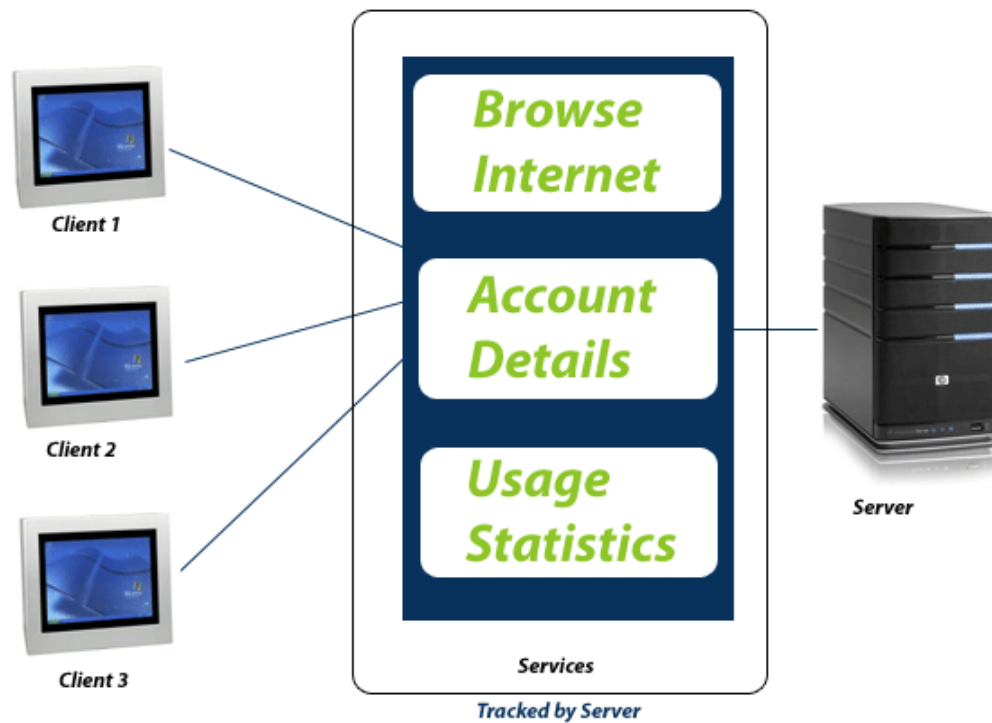 Browse
Internet
Account
Details
Usage
Statistics
Client 1
Client 2
Client 3
Server
Services
Tracked by Server